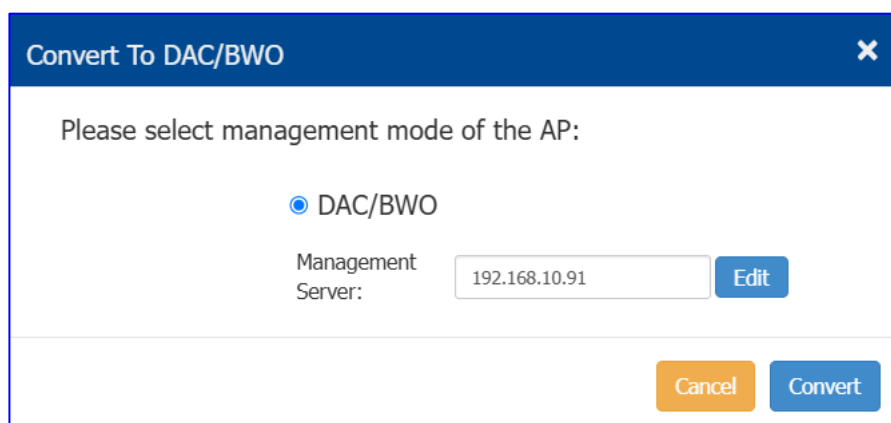 Convert To DAC/BWO ×
Please select management mode of the AP:
DAC/BWO
Management
Server:
192.168.10.91
Edit
Cancel Convert